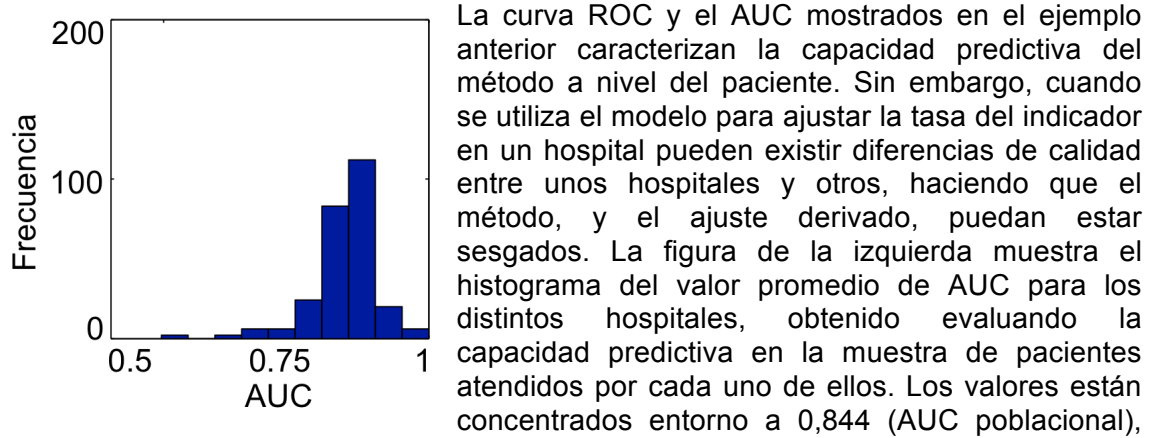 200
100
0
Frecuencia
0.5 0.75 1
AUC
La curva ROC y el AUC mostrados en el ejemplo
anterior caracterizan la capacidad predictiva del
método a nivel del paciente. Sin embargo, cuando
se utiliza el modelo para ajustar la tasa del indicador
en un hospital pueden existir diferencias de calidad
entre unos hospitales y otros, haciendo que el
método, y el ajuste derivado, puedan estar
sesgados. La figura de la izquierda muestra el
histograma del valor promedio de AUC para los
distintos hospitales, obtenido evaluando la
capacidad predictiva en la muestra de pacientes
atendidos por cada uno de ellos. Los valores están
concentrados entorno a 0,844 (AUC poblacional),